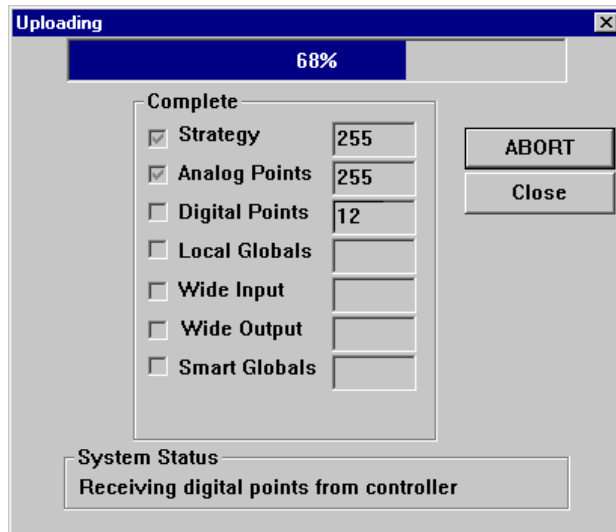 Uploading
68%
Complete
Strategy 255
Analog Points 255
Digital Points 12
Local Globals
Wide Input
Wide Output
Smart Globals
ABORT
Close
System Status
Receiving digital points from controller